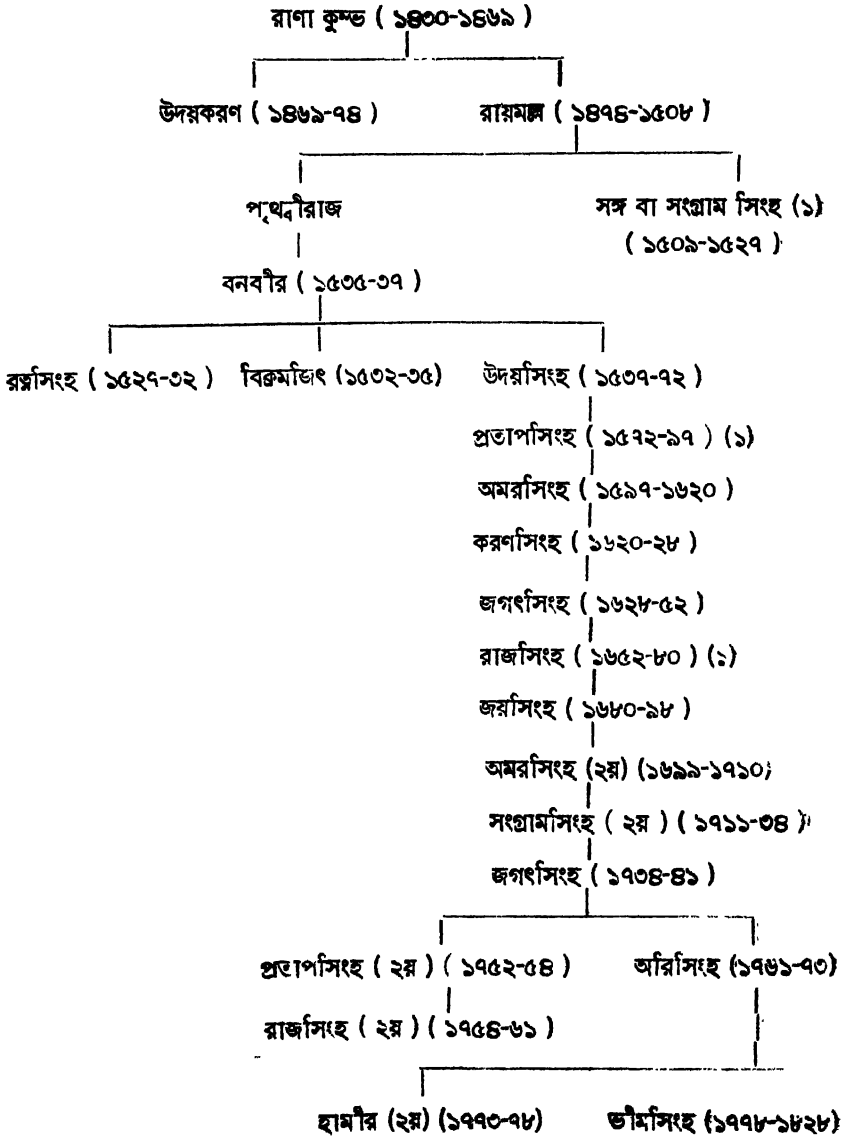 রাণা কুম্ভ ( ১৪৩০-১৪৬৯ )
উদয়করণ ( ১৪৬৯-৭৪ ) রায়মল্ল ( ১৪৭৪-১৫০৮ )
পৃথ্বীরাজ সঙ্গ বা সংগ্রাম সিংহ (১)
( ১৫০৯-১৫২৭ )
বনবীর ( ১৫৩৫-৩৭ )
রত্নসিংহ ( ১৫২৭-৩২ ) বিক্রমজিৎ (১৫৩২-৩৫) উদয়সিংহ ( ১৫৩৭-৭২ )
প্রতাপসিংহ ( ১৫৭২-৯৭ ) (১)
অমরসিংহ ( ১৫৯৭-১৬২০ )
করণসিংহ ( ১৬২০-২৮ )
জগৎসিংহ ( ১৬২৮-৫২ )
রাজসিংহ ( ১৬৫২-৮০ ) (১)
জয়সিংহ ( ১৬৮০-৯৮ )
অমরসিংহ (২য়) (১৬৯৯-১৭১০)
সংগ্রামসিংহ ( ২য় ) ( ১৭১১-৩৪ )
জগৎসিংহ ( ১৭৩৪-৪১ )
প্রতাপসিংহ ( ২য় ) ( ১৭৫২-৫৪ ) অরিসিংহ (১৭৬১-৭৩)
রাজসিংহ ( ২য় ) ( ১৭৫৪-৬১ )
হামীর (২য়) (১৭৭৩-৭৮) ভীমসিংহ (১৭৭৮-১৮২৮)